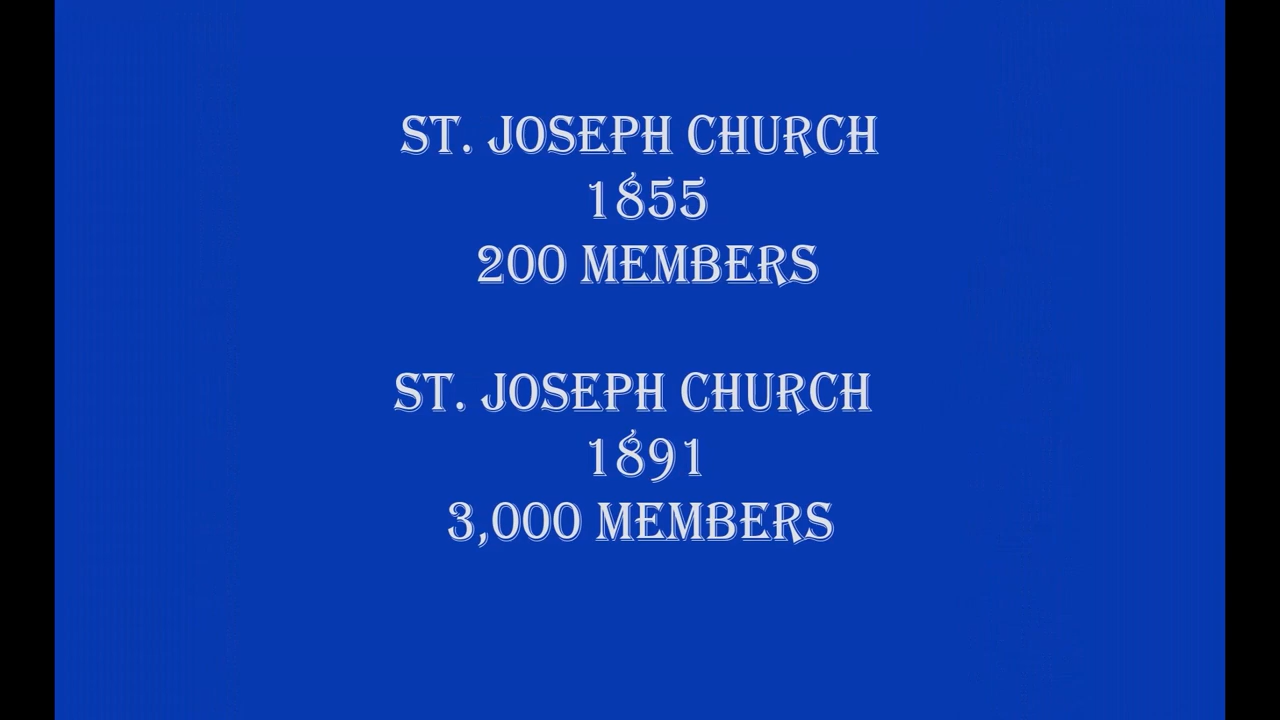 ST. JOSEPH CHURCH
1855
200 MEMBERS
ST. JOSEPH CHURCH
1891
3,000 MEMBERS